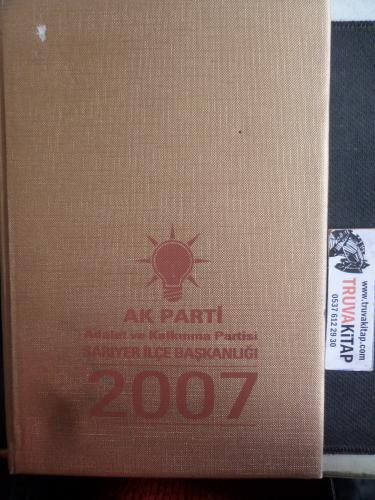 AK PARTİ
Adalet ve Kalkınma Partisi
SARIYER İLÇE BAŞKANLIĞI
2007
www.truvakitap.com
TRUVAKİTAP
0537 612 29 30